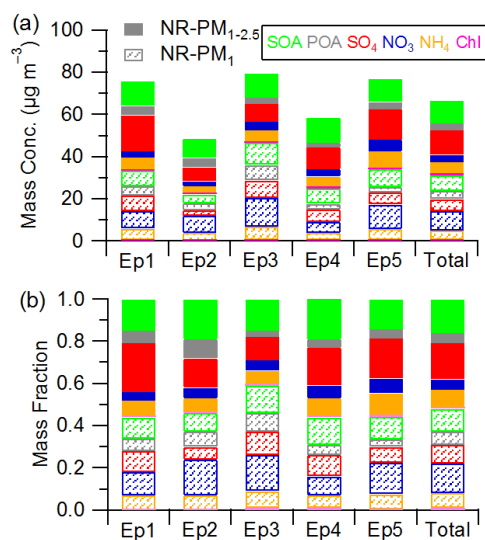 (a)
NR-PM₁₋₂.₅
NR-PM₁
SOA POA SO₄ NO₃ NH₄ Chl
Mass Conc. (µg m⁻³)
100
80
60
40
20
0
Ep1 Ep2 Ep3 Ep4 Ep5 Total
(b)
Mass Fraction
1.0
0.8
0.6
0.4
0.2
0.0
Ep1 Ep2 Ep3 Ep4 Ep5 Total